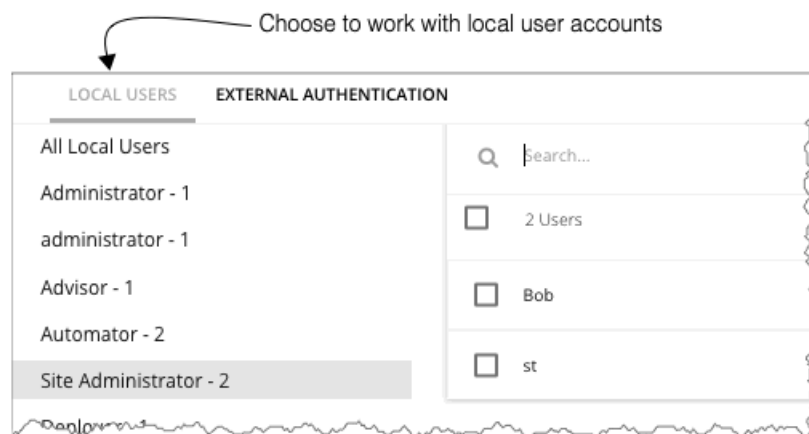 Choose to work with local user accounts
LOCAL USERS EXTERNAL AUTHENTICATION
All Local Users
Administrator - 1
administrator - 1
Advisor - 1
Automator - 2
Site Administrator - 2
Search...
2 Users
Bob
st